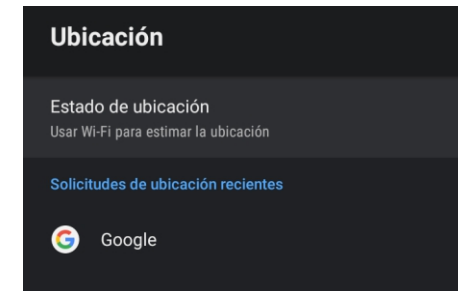 Ubicación
Estado de ubicación
Usar Wi-Fi para estimar la ubicación
Solicitudes de ubicación recientes
Google